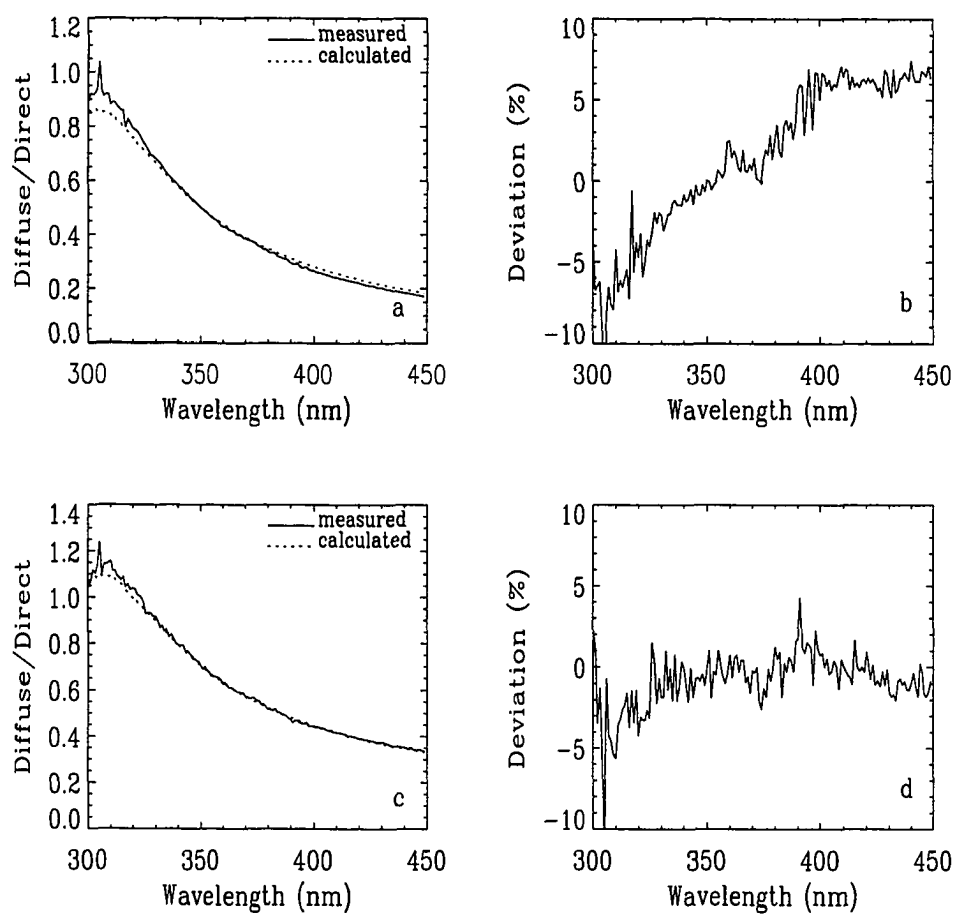 1.2
1.0
0.8
0.6
0.4
0.2
0.0
Diffuse/Direct
measured
calculated
a
300 350 400 450
Wavelength (nm)
10
5
0
−5
−10
Deviation (%)
b
300 350 400 450
Wavelength (nm)
1.4
1.2
1.0
0.8
0.6
0.4
0.2
0.0
Diffuse/Direct
measured
calculated
c
300 350 400 450
Wavelength (nm)
10
5
0
−5
−10
Deviation (%)
d
300 350 400 450
Wavelength (nm)